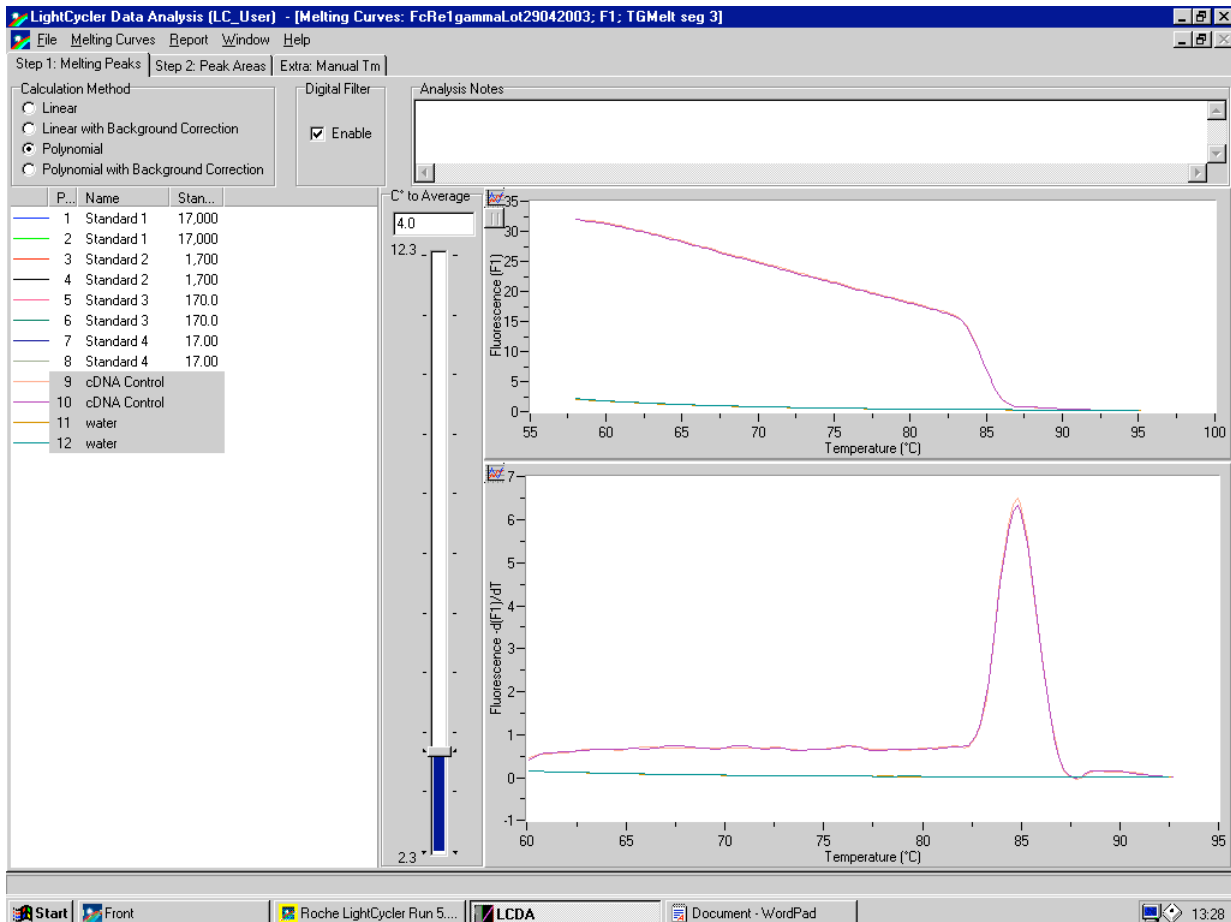 LightCycler Data Analysis (LC_User) - [Melting Curves: FcRe1gammaLot29042003; F1; TGMelt seg 3]
File Melting Curves Report Window Help
Step 1: Melting Peaks Step 2: Peak Areas Extra: Manual Tm
Calculation Method
Linear
Linear with Background Correction
Polynomial
Polynomial with Background Correction
Digital Filter
Enable
Analysis Notes
P... Name Stan...
1 Standard 1 17,000
2 Standard 1 17,000
3 Standard 2 1,700
4 Standard 2 1,700
5 Standard 3 170.0
6 Standard 3 170.0
7 Standard 4 17.00
8 Standard 4 17.00
9 cDNA Control
10 cDNA Control
11 water
12 water
C° to Average
4.0
12.3
2.3
35
30
25
20
15
10
5
0
Fluorescence (F1)
55 60 65 70 75 80 85 90 95 100
Temperature (°C)
7
6
5
4
3
2
1
0
-1
Fluorescence -d(F1)/dT
60 65 70 75 80 85 90 95
Temperature (°C)
Start Front Roche LightCycler Run 5.... LCDA Document - WordPad 13:28